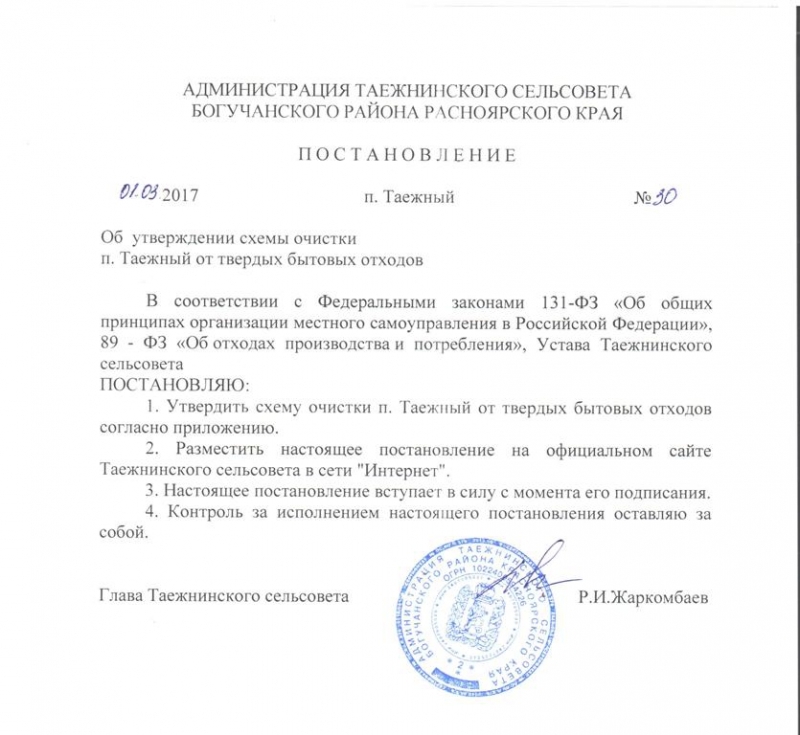 АДМИНИСТРАЦИЯ ТАЕЖНИНСКОГО СЕЛЬСОВЕТА
БОГУЧАНСКОГО РАЙОНА РАСНОЯРСКОГО КРАЯ
П О С Т А Н О В Л Е Н И Е
01.03.2017 п. Таежный №30
Об утверждении схемы очистки
п. Таежный от твердых бытовых отходов
В соответствии с Федеральными законами 131-ФЗ «Об общих
принципах организации местного самоуправления в Российской Федерации»,
89 - ФЗ «Об отходах производства и потребления», Устава Таежнинского
сельсовета
ПОСТАНОВЛЯЮ:
1. Утвердить схему очистки п. Таежный от твердых бытовых отходов
согласно приложению.
2. Разместить настоящее постановление на официальном сайте
Таежнинского сельсовета в сети "Интернет".
3. Настоящее постановление вступает в силу с момента его подписания.
4. Контроль за исполнением настоящего постановления оставляю за
собой.
Глава Таежнинского сельсовета Р.И.Жаркомбаев
АДМИНИСТРАЦИЯ ТАЕЖНИНСКОГО СЕЛЬСОВЕТА
БОГУЧАНСКОГО РАЙОНА КРАСНОЯРСКОГО КРАЯ
ОГРН
* 2 *